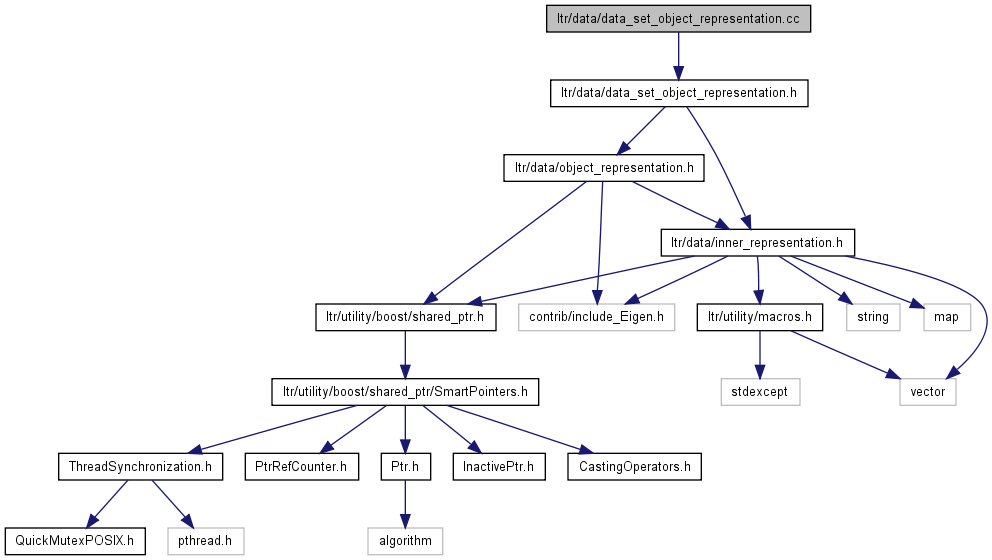 ltr/data/data_set_object_representation.cc
ltr/data/data_set_object_representation.h
ltr/data/object_representation.h
ltr/data/inner_representation.h
ltr/utility/boost/shared_ptr.h
contrib/include_Eigen.h
ltr/utility/macros.h
string
map
ltr/utility/boost/shared_ptr/SmartPointers.h
stdexcept
vector
ThreadSynchronization.h
PtrRefCounter.h
Ptr.h
InactivePtr.h
CastingOperators.h
QuickMutexPOSIX.h
pthread.h
algorithm